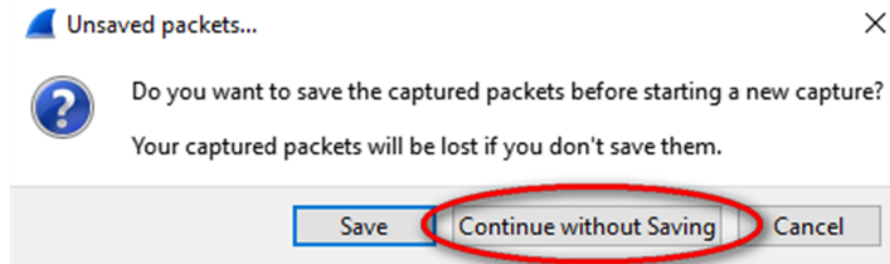 Unsaved packets...
Do you want to save the captured packets before starting a new capture?
Your captured packets will be lost if you don't save them.
Save Continue without Saving Cancel